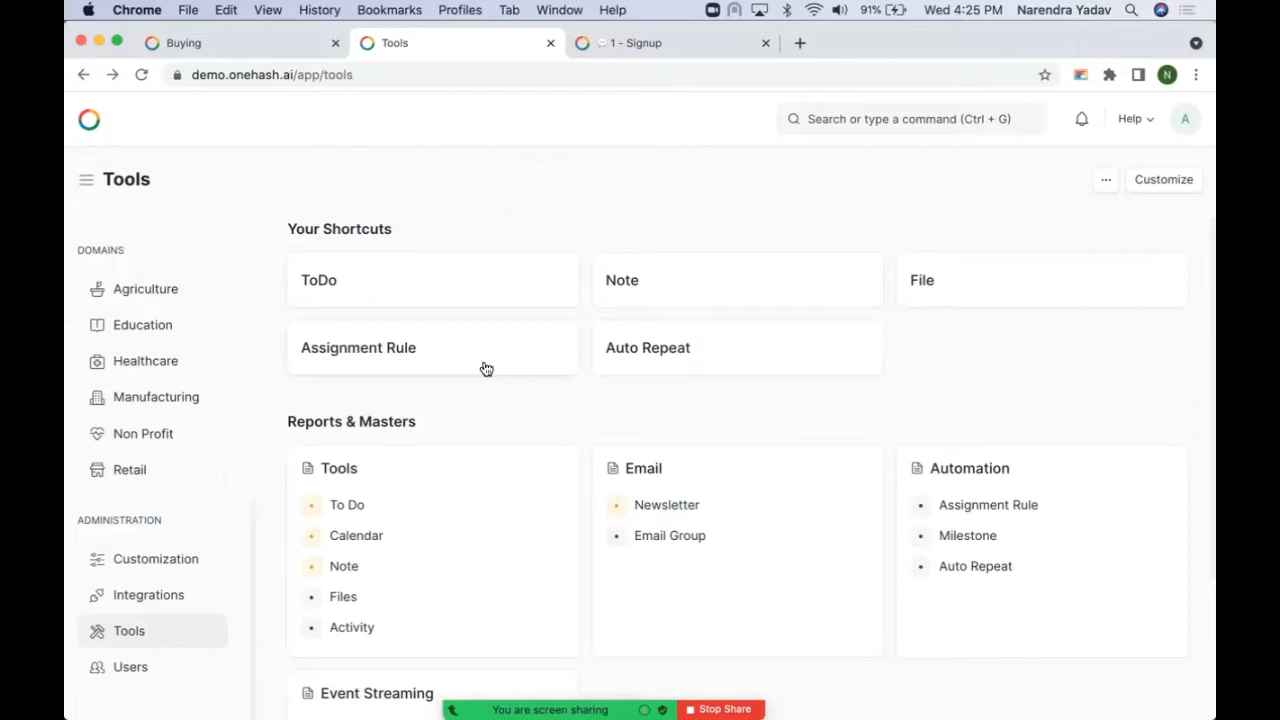 Chrome File Edit View History Bookmarks Profiles Tab Window Help 91% Wed 4:25 PM Narendra Yadav
Buying Tools 1 - Signup
demo.onehash.ai/app/tools N
Search or type a command (Ctrl + G) Help A
Tools ... Customize
DOMAINS
Agriculture
Education
Healthcare
Manufacturing
Non Profit
Retail
ADMINISTRATION
Customization
Integrations
Tools
Users
Your Shortcuts
ToDo Note File
Assignment Rule Auto Repeat
Reports & Masters
Tools
To Do
Calendar
Note
Files
Activity
Email
Newsletter
Email Group
Automation
Assignment Rule
Milestone
Auto Repeat
Event Streaming
You are screen sharing Stop Share